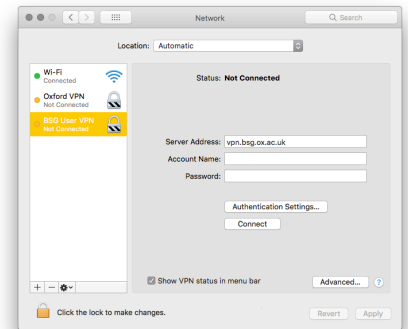 Network
Search
Location: Automatic
Wi-Fi
Connected
Oxford VPN
Not Connected
BSG User VPN
Not Connected
Status: Not Connected
Server Address: vpn.bsg.ox.ac.uk
Account Name:
Password:
Authentication Settings...
Connect
Show VPN status in menu bar
Advanced...
?
Click the lock to make changes.
Revert
Apply